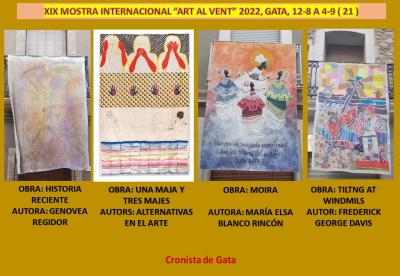 XIX MOSTRA INTERNACIONAL “ART AL VENT” 2022, GATA, 12-8 A 4-9 ( 21 )
OBRA: HISTORIA
RECIENTE
AUTORA: GENOVEA
REGIDOR
OBRA: UNA MAJA Y
TRES MAJES
AUTORS: ALTERNATIVAS
EN EL ARTE
OBRA: MOIRA
AUTORA: MARÍA ELSA
BLANCO RINCÓN
OBRA: TILTNG AT
WINDMILS
AUTOR: FREDERICK
GEORGE DAVIS
Cronista de Gata